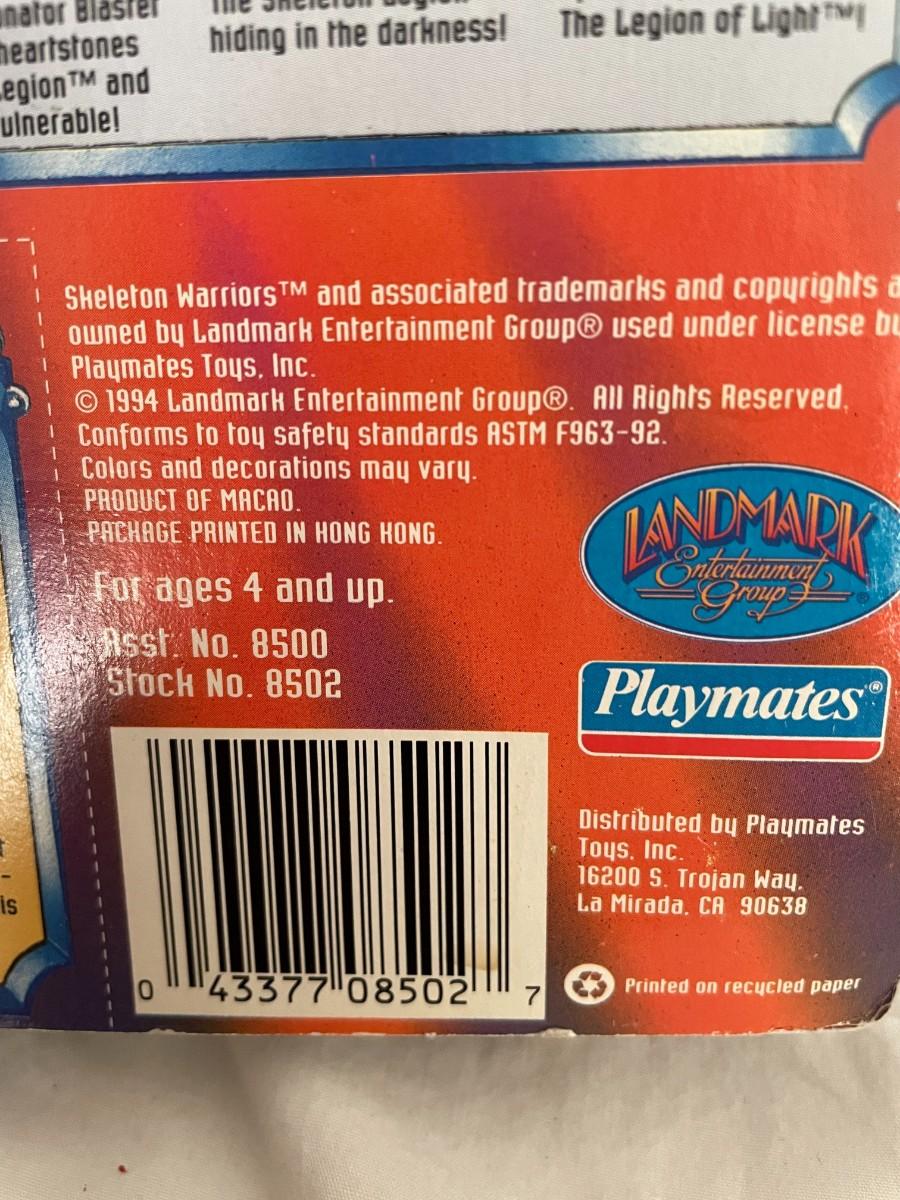 Blaster
heartstones
and
hiding in the darkness!
The Legion of Light™!
is
Skeleton Warriors™ and associated trademarks and copyrights
owned by Landmark Entertainment Group® used under license
Playmates Toys, Inc.
© 1994 Landmark Entertainment Group®. All Rights Reserved.
Conforms to toy safety standards ASTM F963-92.
Colors and decorations may vary.
PRODUCT OF MACAO.
PACKAGE PRINTED IN HONG KONG.
For ages 4 and up.
Asst. No. 8500
Stock No. 8502
LANDMARK
Entertainment
Group®
Playmates®
Distributed by Playmates
Toys, Inc.
16200 S. Trojan Way,
La Mirada, CA 90638
Printed on recycled paper
0 43377 08502 7